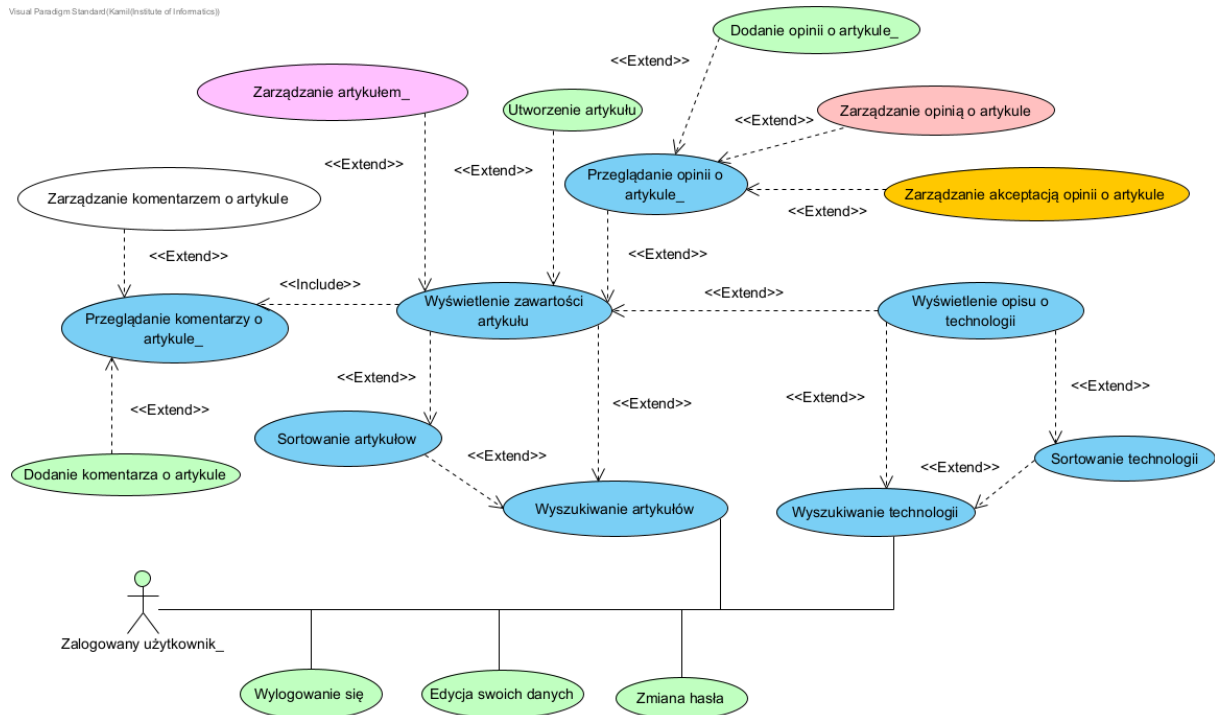 Visual Paradigm Standard(Kamil(Institute of Informatics))
Dodanie opinii o artykule_
<<Extend>>
Zarządzanie artykułem_
Utworzenie artykułu
Zarządzanie opinią o artykule
<<Extend>>
<<Extend>>
<<Extend>>
Przeglądanie opinii o
artykule_
Zarządzanie akceptacją opinii o artykule
<<Extend>>
Zarządzanie komentarzem o artykule
<<Extend>>
<<Extend>>
<<Include>>
<<Extend>>
Przeglądanie komentarzy o
artykule_
Wyświetlenie zawartości
artykułu
Wyświetlenie opisu o
technologii
<<Extend>>
<<Extend>>
<<Extend>>
<<Extend>>
<<Extend>>
Sortowanie artykułow
<<Extend>>
<<Extend>>
Sortowanie technologii
Dodanie komentarza o artykule
Wyszukiwanie artykułów
Wyszukiwanie technologii
Zalogowany użytkownik_
Wylogowanie się
Edycja swoich danych
Zmiana hasła